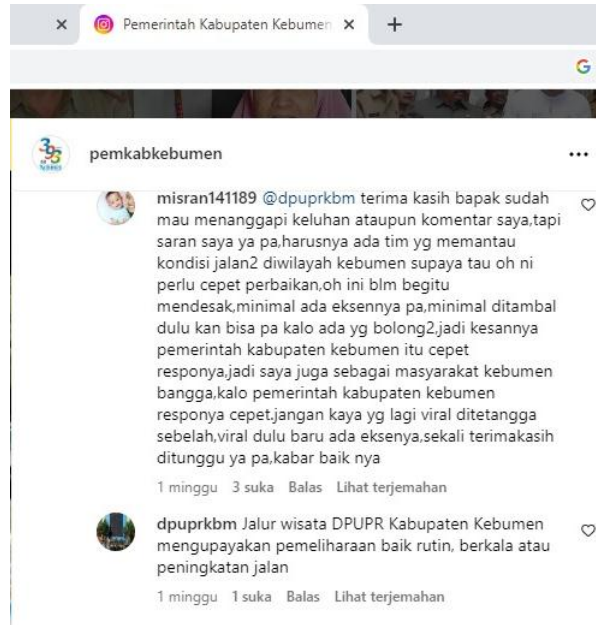 Pemerintah Kabupaten Kebumen
pemkabkebumen
misran141189 @dpuprkbm terima kasih bapak sudah
mau menanggapi keluhan ataupun komentar saya,tapi
saran saya ya pa,harusnya ada tim yg memantau
kondisi jalan2 diwilayah kebumen supaya tau oh ni
perlu cepet perbaikan,oh ini blm begitu
mendesak,minimal ada eksennya pa,minimal ditambal
dulu kan bisa pa kalo ada yg bolong2,jadi kesannya
pemerintah kabupaten kebumen itu cepet
responya,jadi saya juga sebagai masyarakat kebumen
bangga,kalo pemerintah kabupaten kebumen
responya cepet.jangan kaya yg lagi viral ditetangga
sebelah,viral dulu baru ada eksenya,sekali terimakasih
ditunggu ya pa,kabar baik nya
1 minggu 3 suka Balas Lihat terjemahan
dpuprkbm Jalur wisata DPUPR Kabupaten Kebumen
mengupayakan pemeliharaan baik rutin, berkala atau
peningkatan jalan
1 minggu 1 suka Balas Lihat terjemahan